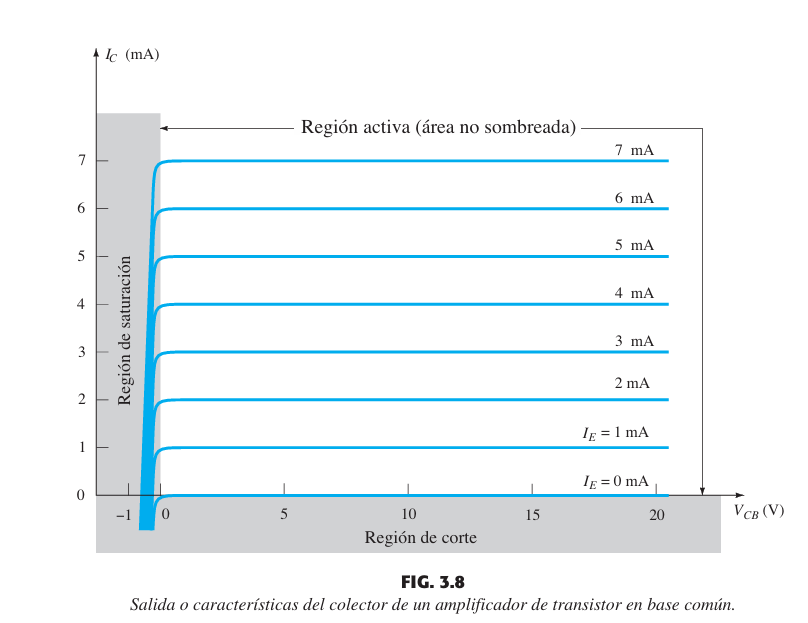 I_C (mA)
Región activa (área no sombreada)
7 mA
7
6 mA
6
5 mA
5
4 mA
4
3 mA
3
2 mA
2
I_E = 1 mA
1
I_E = 0 mA
0
Región de saturación
−1
0
5
10
15
20
V_CB (V)
Región de corte
FIG. 3.8
Salida o características del colector de un amplificador de transistor en base común.